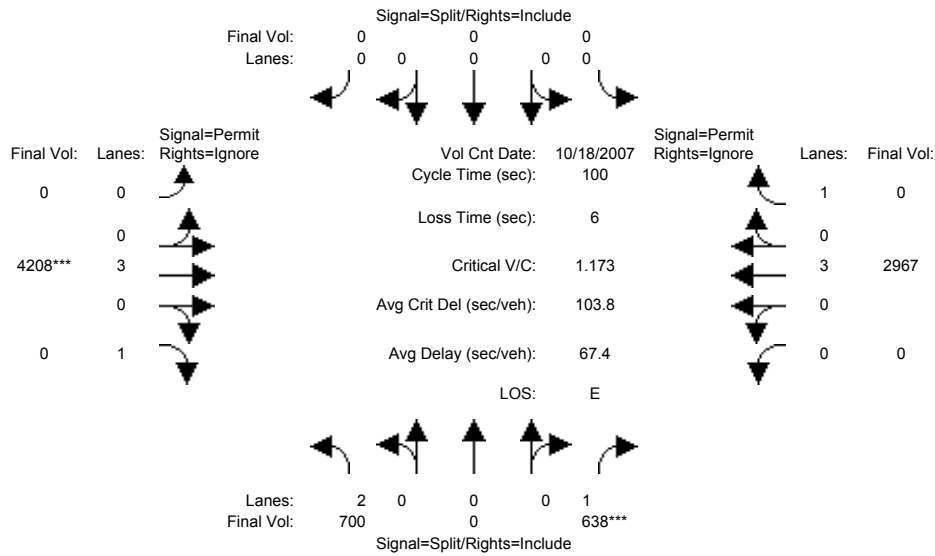 Signal=Split/Rights=Include
Final Vol: 0 0 0
Lanes: 0 0 0 0 0
Signal=Permit
Final Vol: Lanes: Rights=Ignore
Vol Cnt Date: 10/18/2007
Signal=Permit
Rights=Ignore Lanes: Final Vol:
Cycle Time (sec): 100
0 0
1 0
Loss Time (sec): 6
0
0
4208*** 3
Critical V/C: 1.173
3 2967
0
Avg Crit Del (sec/veh): 103.8
0
0 1
Avg Delay (sec/veh): 67.4
0 0
LOS: E
Lanes: 2 0 0 0 1
Final Vol: 700 0 638***
Signal=Split/Rights=Include